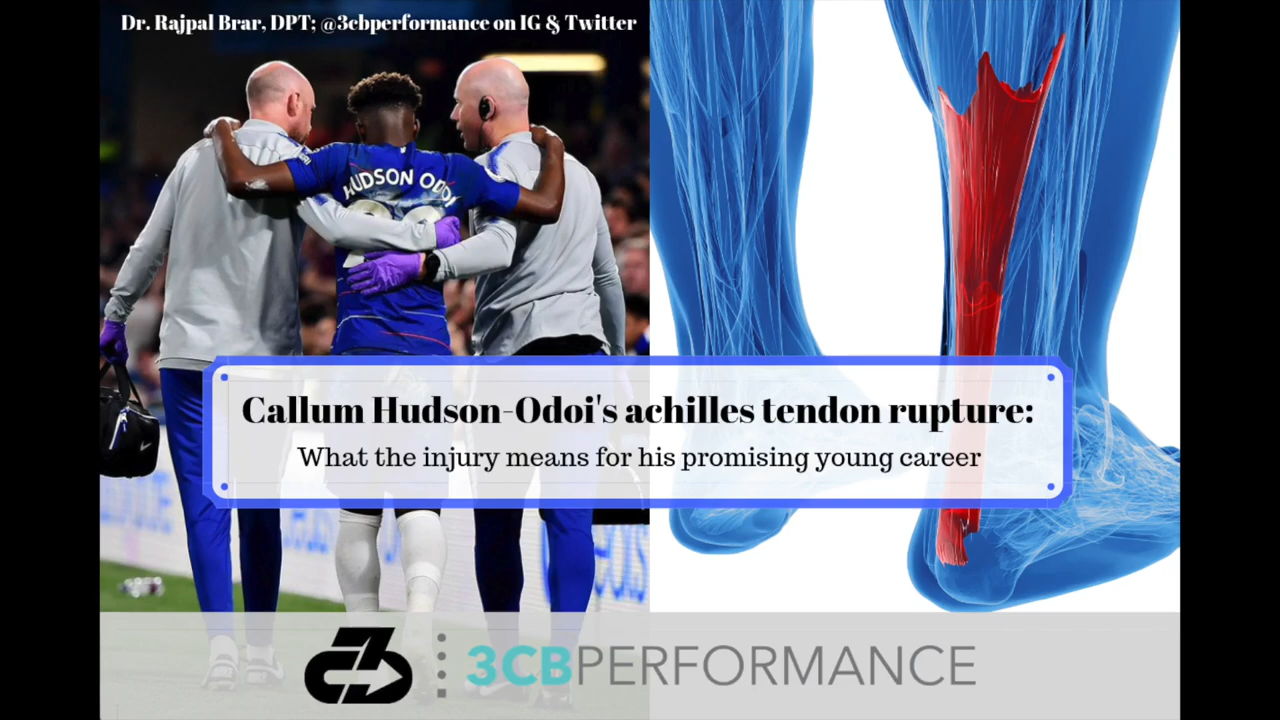 Dr. Rajpal Brar, DPT; @3cbperformance on IG & Twitter
HUDSON ODOI
Callum Hudson-Odoi's achilles tendon rupture:
What the injury means for his promising young career
3CBPERFORMANCE